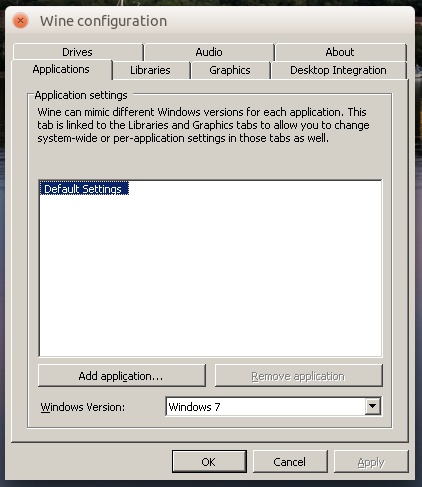 Wine configuration
Drives
Audio
About
Applications
Libraries
Graphics
Desktop Integration
Application settings
Wine can mimic different Windows versions for each application. This
tab is linked to the Libraries and Graphics tabs to allow you to change
system-wide or per-application settings in those tabs as well.
Default Settings
Add application...
Remove application
Windows Version:
Windows 7
OK
Cancel
Apply